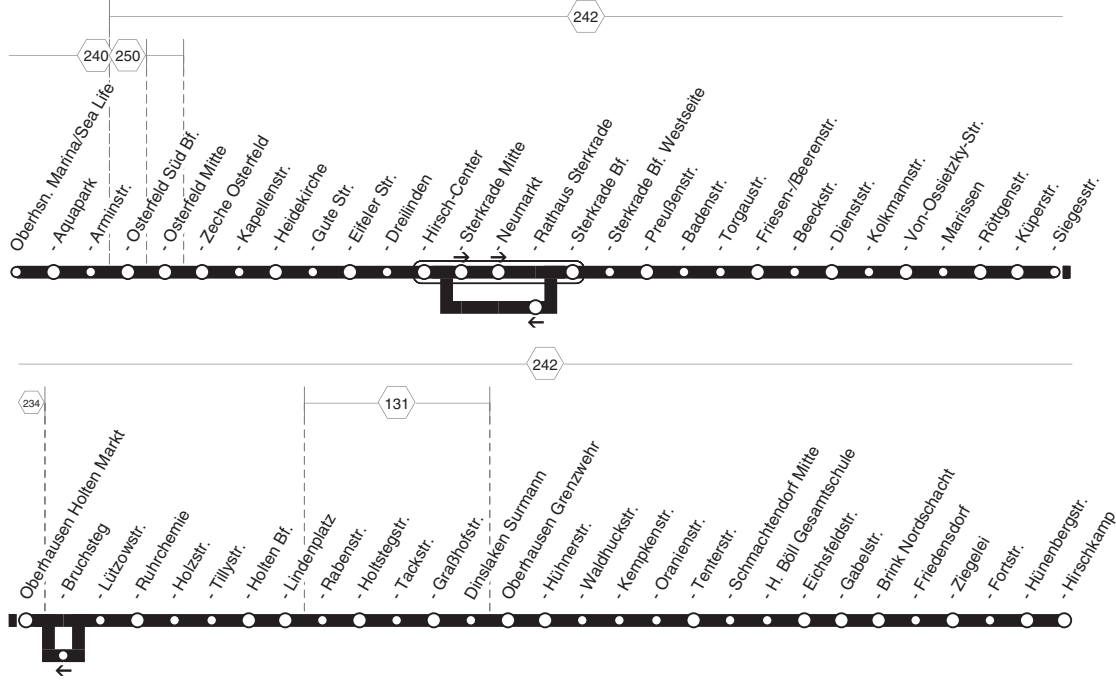 242
240
250
Oberhsn. Marina/Sea Life
- Aquapark
- Arminstr.
- Osterfeld Süd Bf.
- Osterfeld Mitte
- Zeche Osterfeld
- Kapellenstr.
- Heidekirche
- Gute Str.
- Eifeler Str.
- Dreilinden
- Hirsch-Center
- Sterkrade Mitte
- Neumarkt
- Rathaus Sterkrade
- Sterkrade Bf.
- Sterkrade Bf. Westseite
- Preußenstr.
- Badenstr.
- Torgaustr.
- Friesen-/Beerenstr.
- Beeckstr.
- Dienststr.
- Kolkmannstr.
- Von-Ossietzky-Str.
- Marissen
- Röttgenstr.
- Küperstr.
- Siegesstr.
→ →
←
242
234
131
Oberhausen Holten Markt
- Bruchsteg
- Lützowstr.
- Ruhrchemie
- Holzstr.
- Tillystr.
- Holten Bf.
- Lindenplatz
- Rabenstr.
- Holtstegstr.
- Tackstr.
- Graßhofstr.
Dinslaken Surmann
Oberhausen Grenzwehr
- Hühnerstr.
- Waldhuckstr.
- Kempkenstr.
- Oranienstr.
- Tenterstr.
- Schmachtendorf Mitte
- H. Böll Gesamtschule
- Eichsfeldstr.
- Gabelstr.
- Brink Nordschacht
- Friedensdorf
- Ziegelei
- Fortstr.
- Hünenbergstr.
- Hirschkamp
←